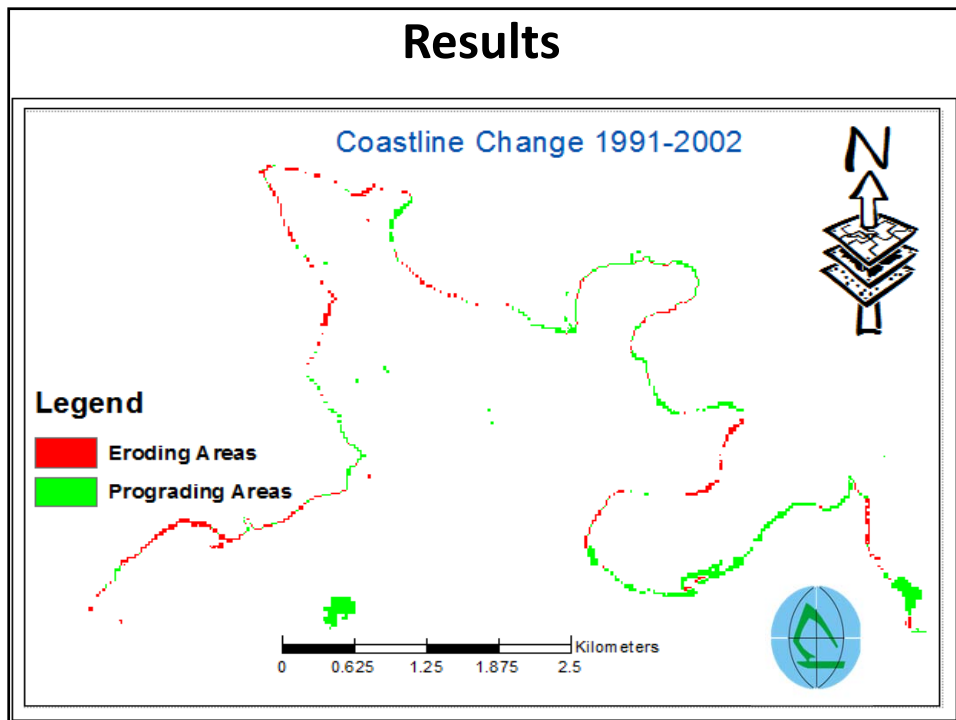 Results
Coastline Change 1991-2002
N
Legend
Eroding Areas
Prograding Areas
Kilometers
0 0.625 1.25 1.875 2.5